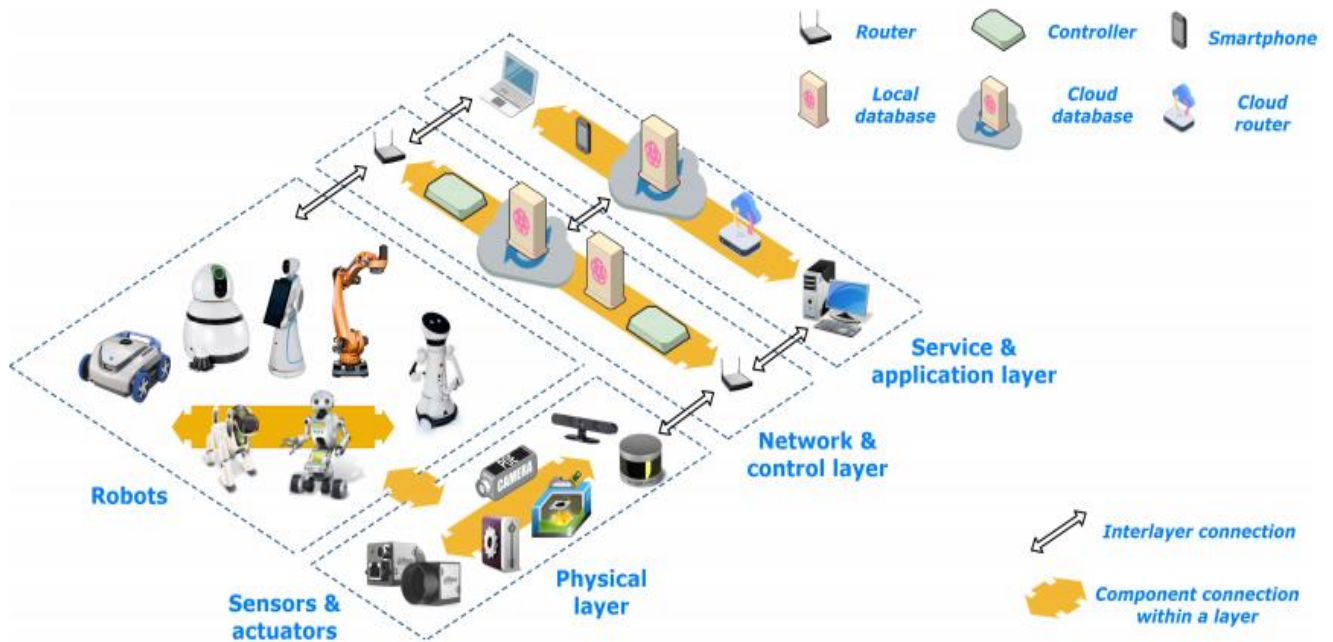 Router
Controller
Smartphone
Local
database
Cloud
database
Cloud
router
Service &
application layer
Network &
control layer
Robots
CAMERA
Physical
layer
Sensors &
actuators
Interlayer connection
Component connection
within a layer